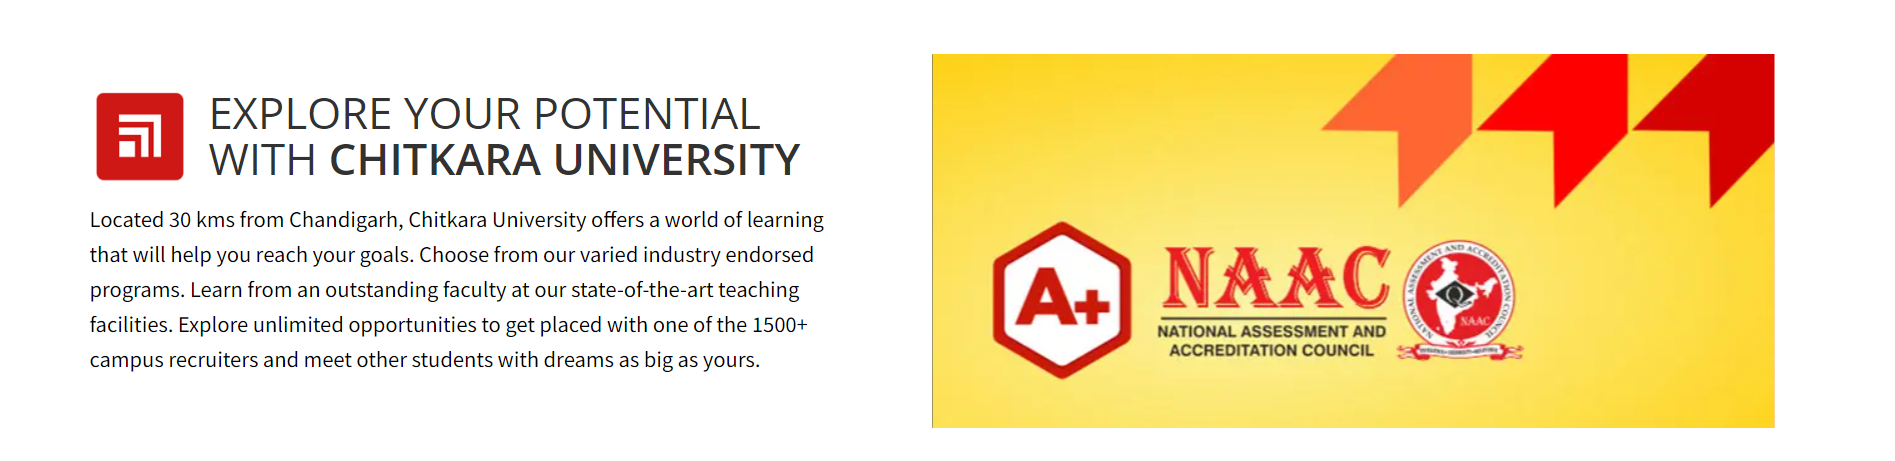 EXPLORE YOUR POTENTIAL
WITH CHITKARA UNIVERSITY
Located 30 kms from Chandigarh, Chitkara University offers a world of learning
that will help you reach your goals. Choose from our varied industry endorsed
programs. Learn from an outstanding faculty at our state-of-the-art teaching
facilities. Explore unlimited opportunities to get placed with one of the 1500+
campus recruiters and meet other students with dreams as big as yours.
A+
NAAC
NATIONAL ASSESSMENT AND
ACCREDITATION COUNCIL
NATIONAL ASSESSMENT AND ACCREDITATION COUNCIL
NAAC